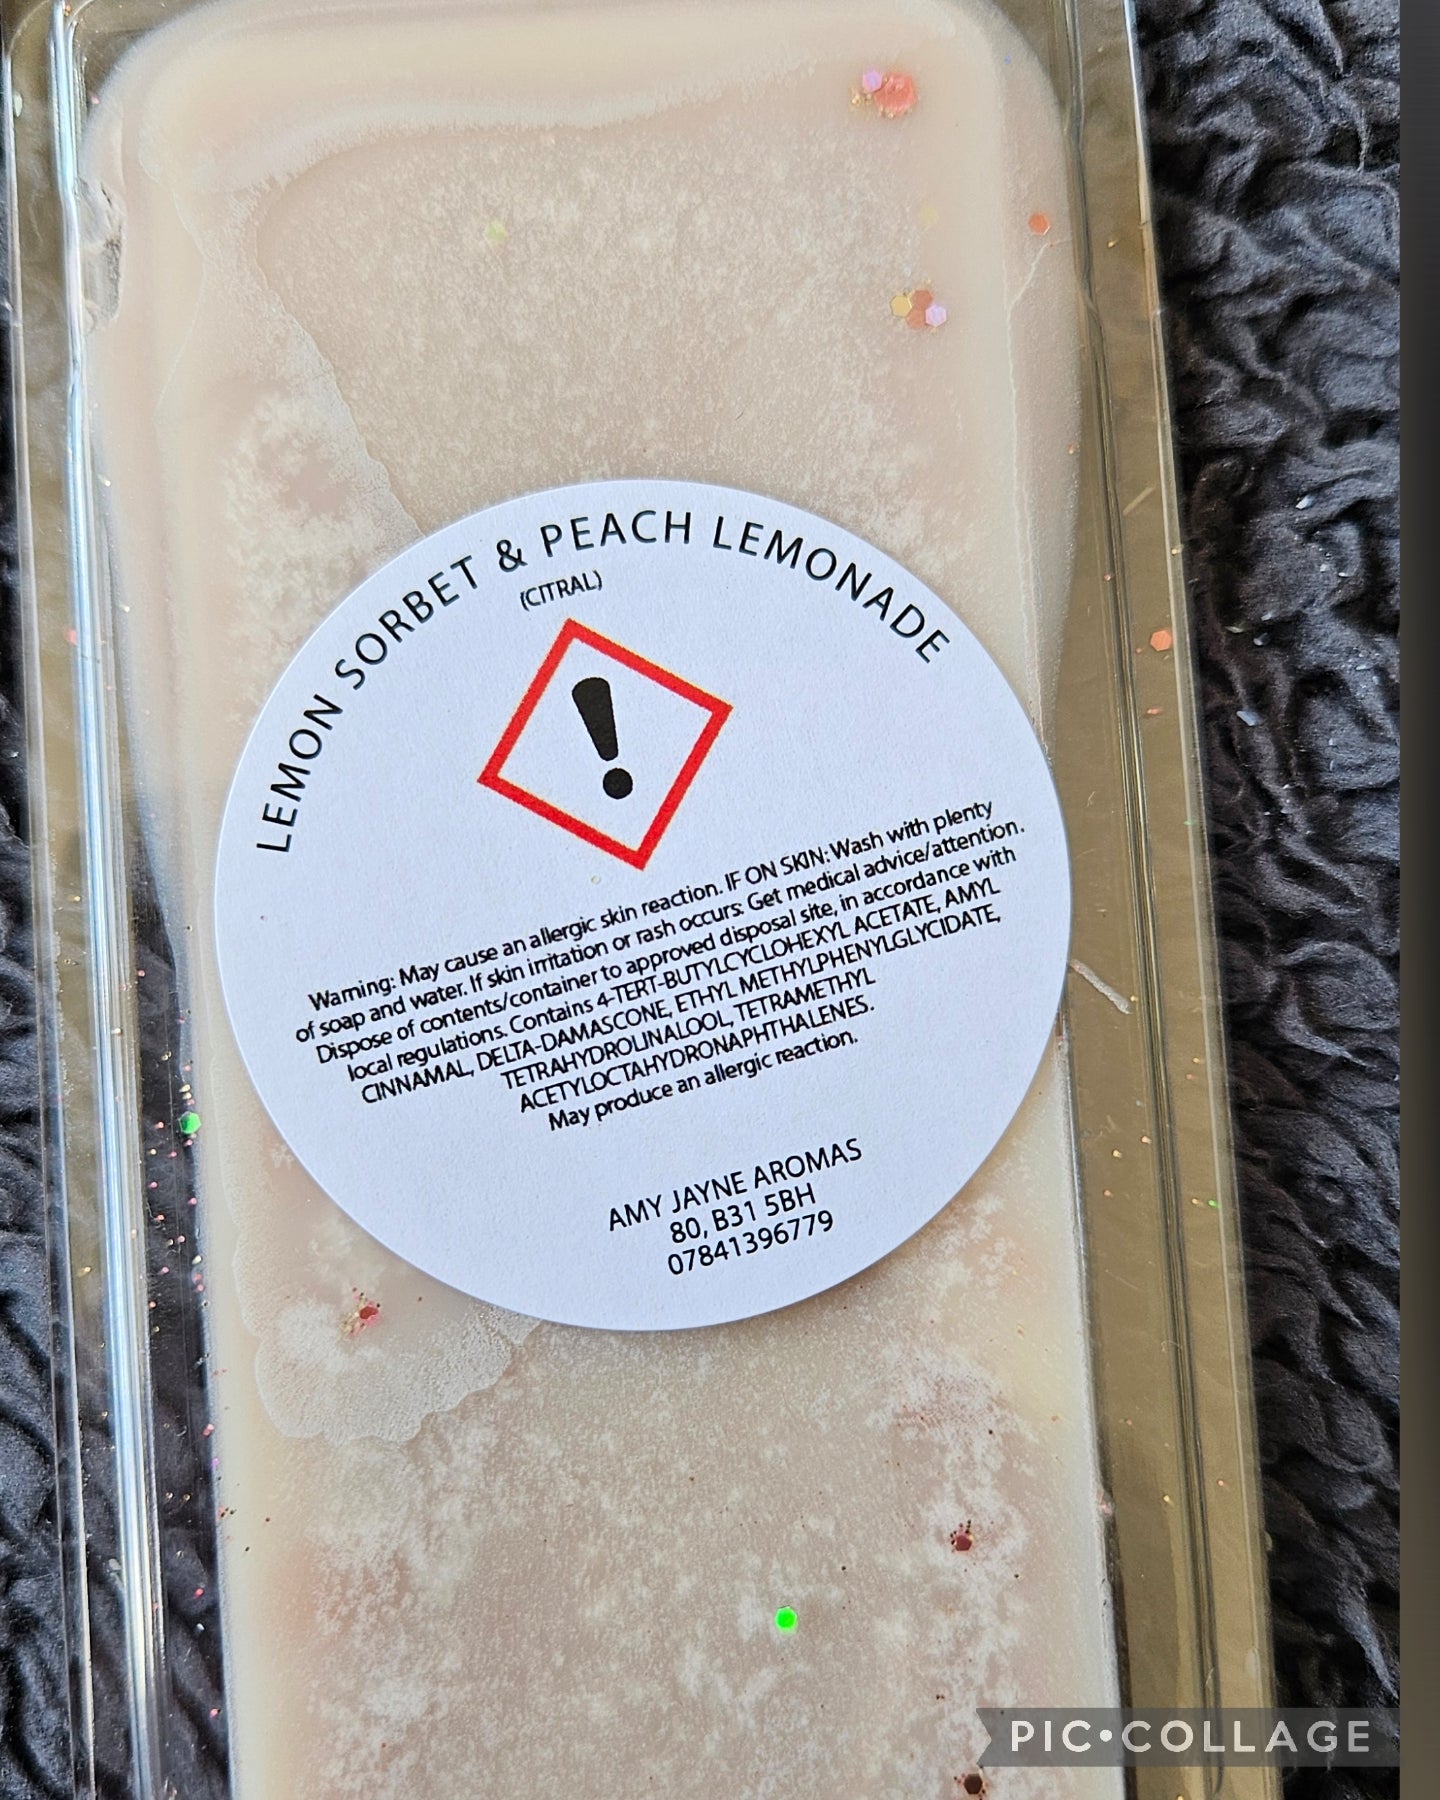 LEMON SORBET & PEACH LEMONADE
(CITRAL)
Warning: May cause an allergic skin reaction. IF ON SKIN: Wash with plenty
of soap and water. If skin irritation or rash occurs: Get medical advice/attention.
Dispose of contents/container to approved disposal site, in accordance with
local regulations. Contains 4-TERT-BUTYLCYCLOHEXYL ACETATE, AMYL
CINNAMAL, DELTA-DAMASCONE, ETHYL METHYLPHENYLGLYCIDATE,
TETRAHYDROLINALOOL, TETRAMETHYL
ACETYLOCTAHYDRONAPHTHALENES.
May produce an allergic reaction.
AMY JAYNE AROMAS
80, B31 5BH
07841396779
PIC•COLLAGE